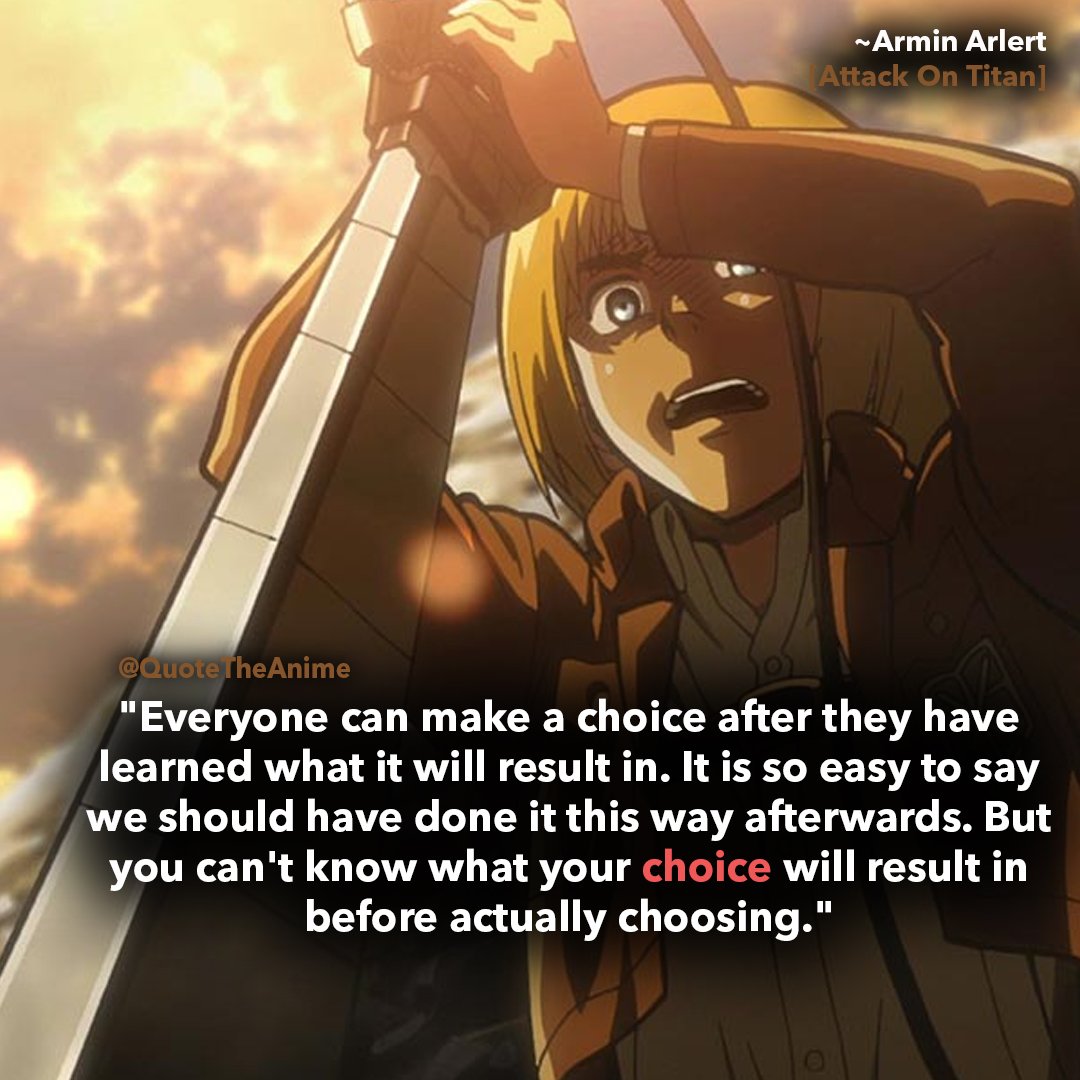 ~Armin Arlert
[Attack On Titan]
@QuoteTheAnime
"Everyone can make a choice after they have
learned what it will result in. It is so easy to say
we should have done it this way afterwards. But
you can't know what your choice will result in
before actually choosing."